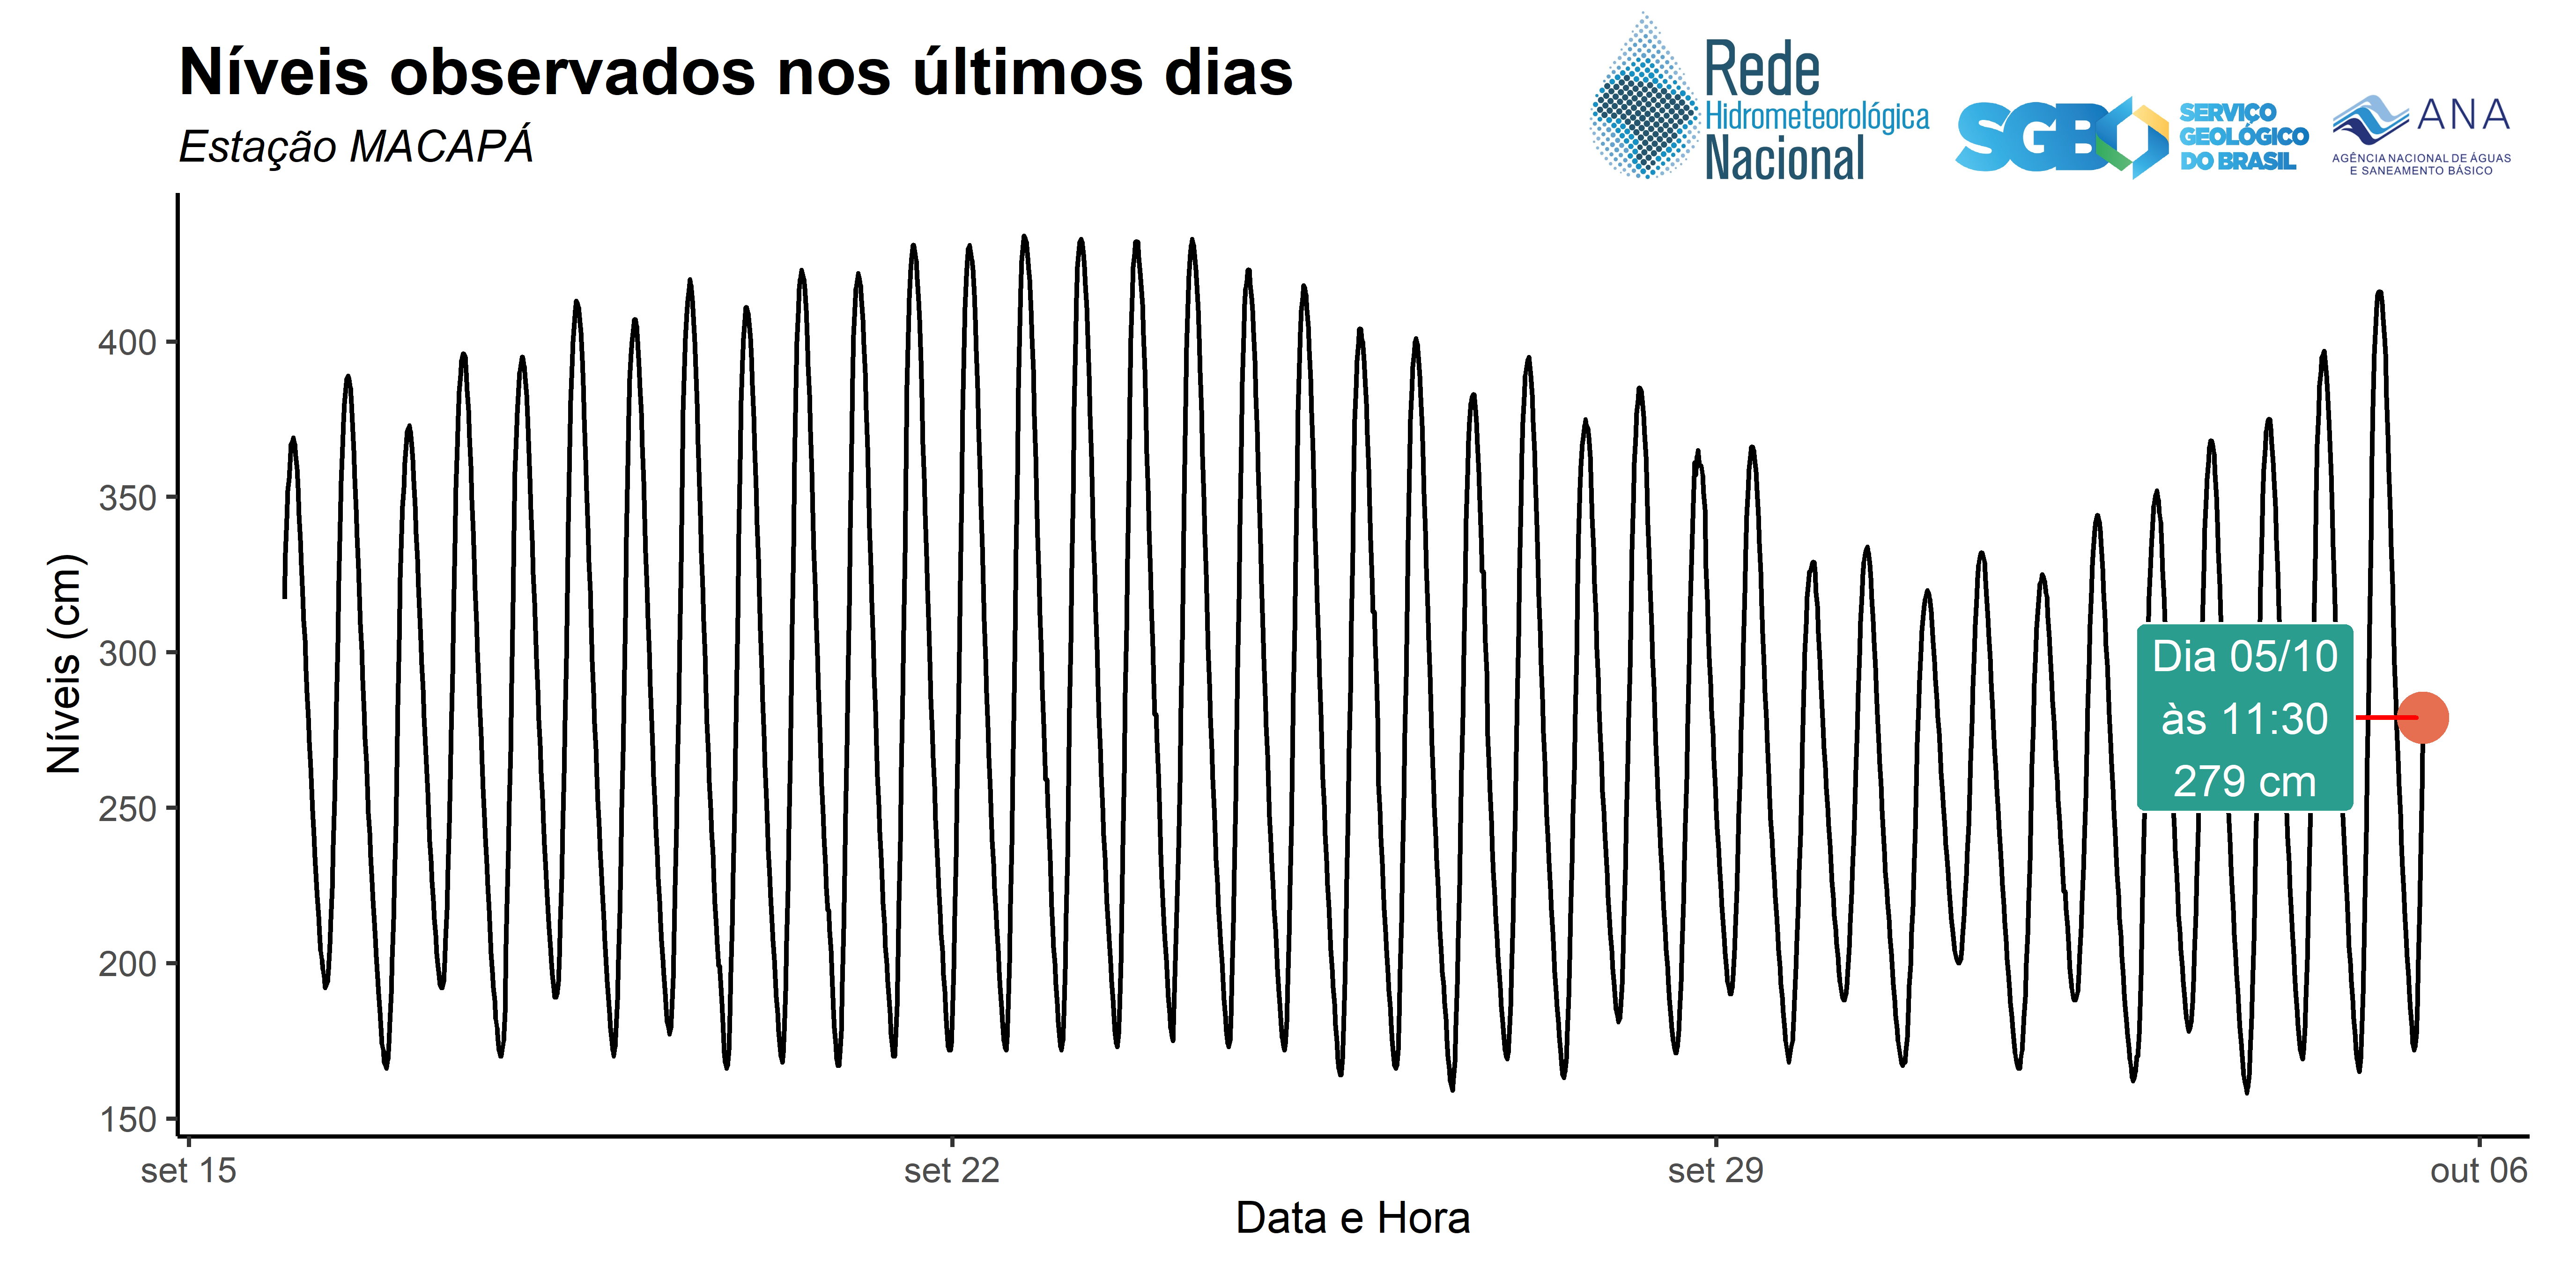 Níveis observados nos últimos dias
Estação MACAPÁ
Rede
Hidrometeorológica
Nacional
SGB
SERVIÇO
GEOLÓGICO
DO BRASIL
ANA
AGÊNCIA NACIONAL DE ÁGUAS
E SANEAMENTO BÁSICO
Níveis (cm)
400
350
300
250
200
150
Dia 05/10
às 11:30
279 cm
set 15
set 22
set 29
out 06
Data e Hora